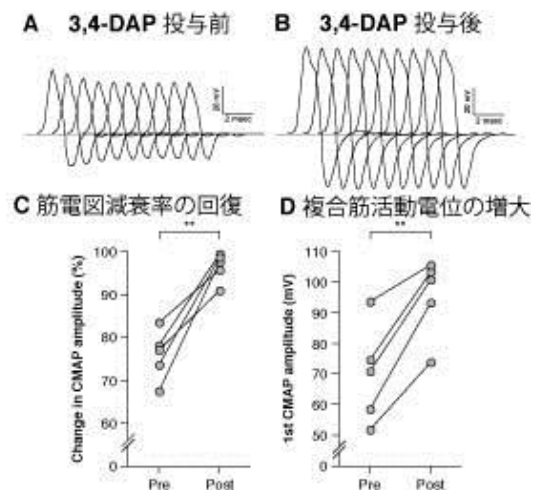 A 3,4-DAP 投与前
B 3,4-DAP 投与後
20 mV
2 msec
20 mV
2 msec
C 筋電図減衰率の回復
D 複合筋活動電位の増大
**
**
Change in CMAP amplitude (%)
100
90
80
70
60
0
Pre
Post
1st CMAP amplitude (mV)
110
100
90
80
70
60
50
0
Pre
Post